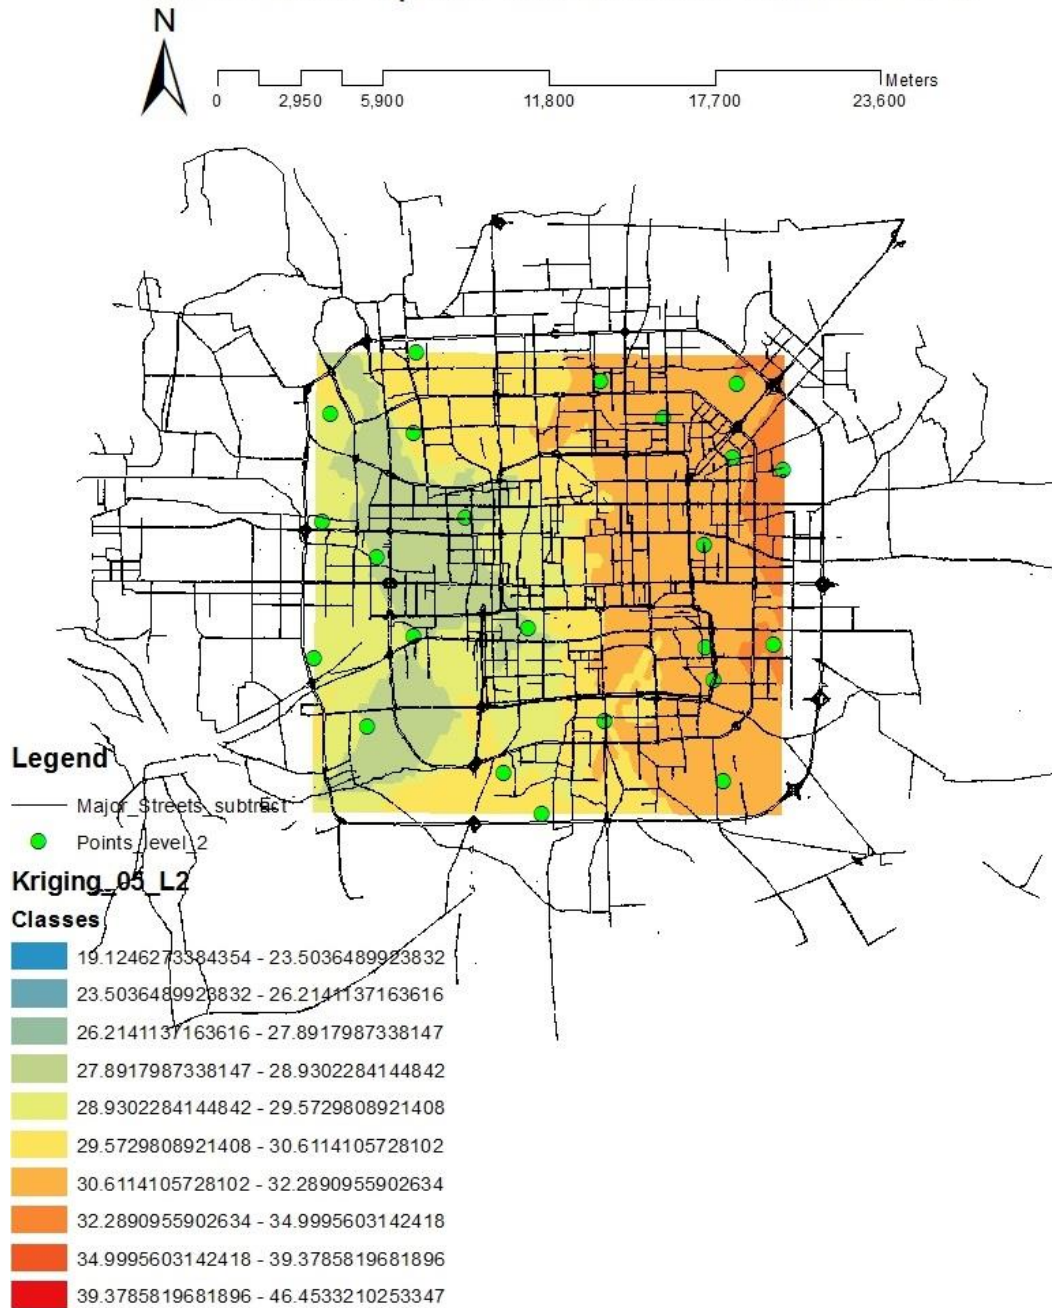 N
Meters
0 2,950 5,900 11,800 17,700 23,600
Legend
Major_Streets_subtract
Points_level_2
Kriging_05_L2
Classes
19.1246273384354 - 23.5036489923832
23.5036489923832 - 26.2141137163616
26.2141137163616 - 27.8917987338147
27.8917987338147 - 28.9302284144842
28.9302284144842 - 29.5729808921408
29.5729808921408 - 30.6114105728102
30.6114105728102 - 32.2890955902634
32.2890955902634 - 34.9995603142418
34.9995603142418 - 39.3785819681896
39.3785819681896 - 46.4533210253347